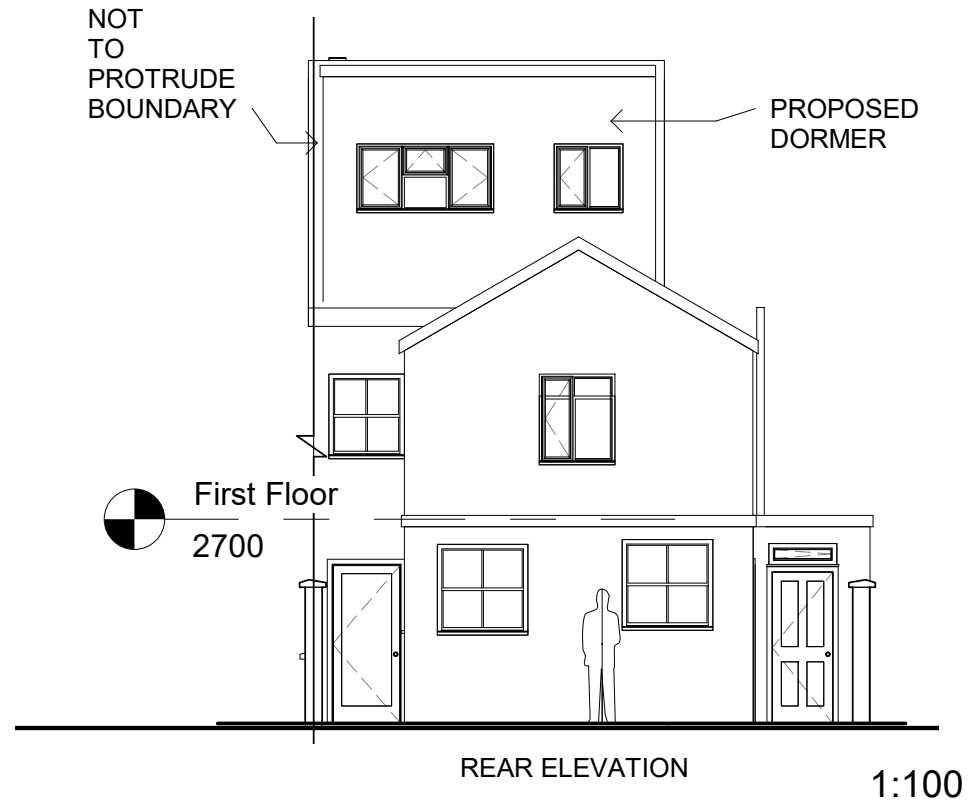 NOT
TO
PROTRUDE
BOUNDARY
PROPOSED
DORMER
First Floor
2700
REAR ELEVATION
1:100